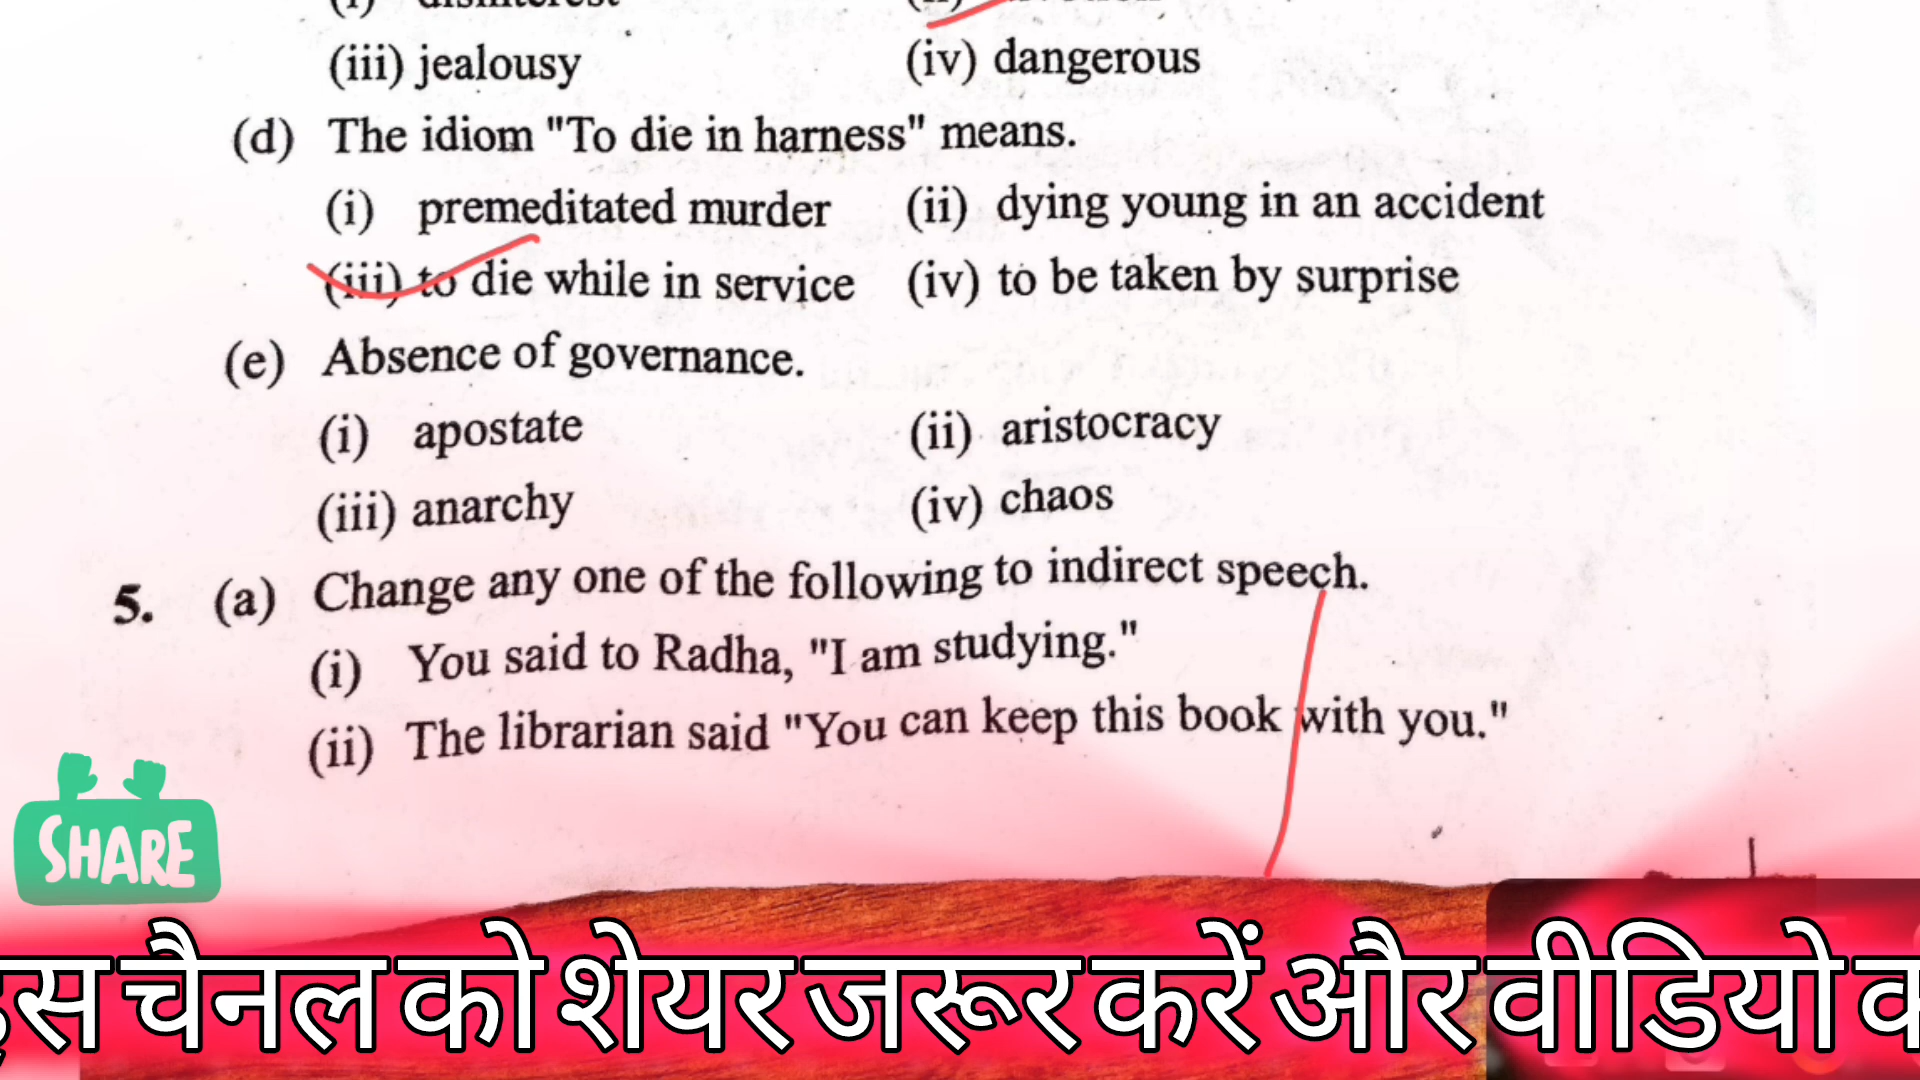 (iii) jealousy (iv) dangerous
(d) The idiom "To die in harness" means.
(i) premeditated murder (ii) dying young in an accident
(iii) to die while in service (iv) to be taken by surprise
(e) Absence of governance.
(i) apostate (ii) aristocracy
(iii) anarchy (iv) chaos
5. (a) Change any one of the following to indirect speech.
(i) You said to Radha, "I am studying."
(ii) The librarian said "You can keep this book with you."
SHARE
चैनल को शेयर जरूर करें और वीडियो